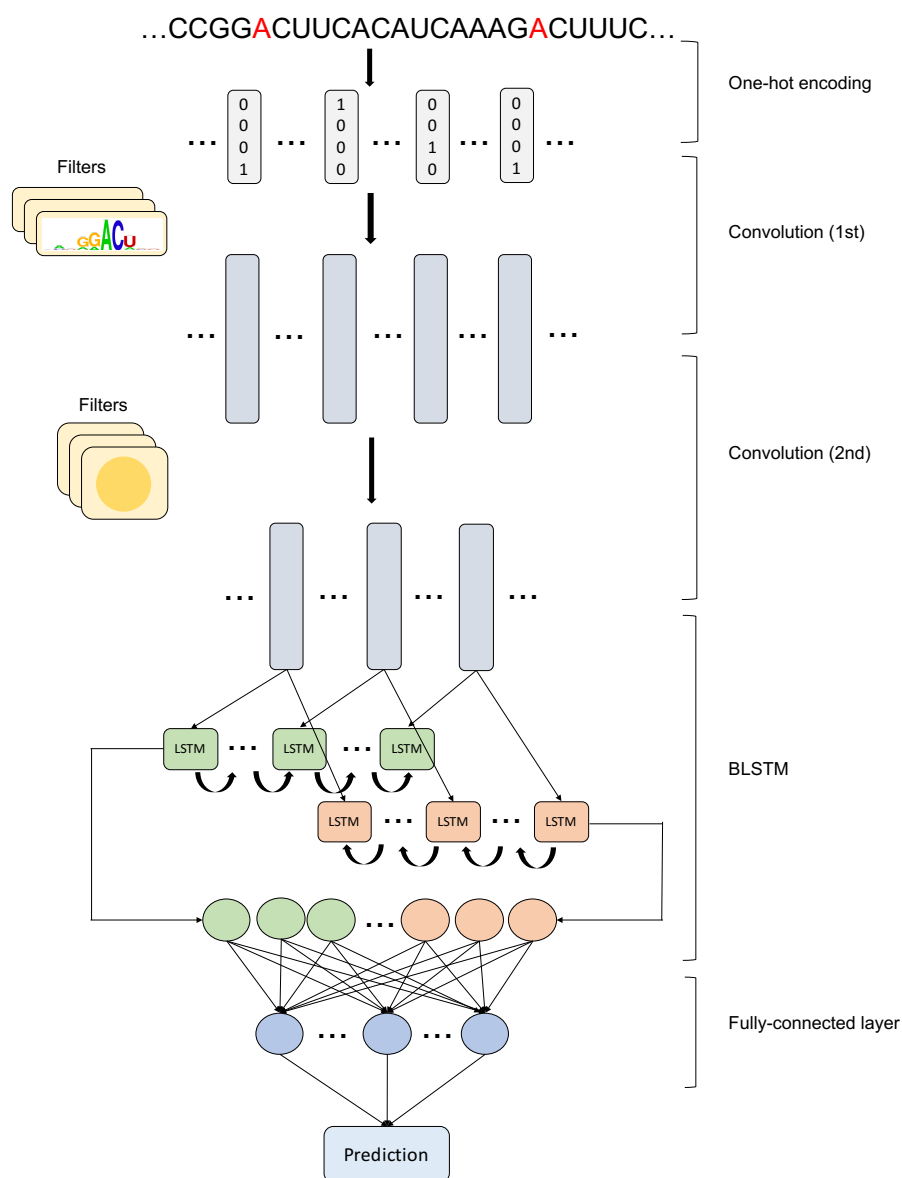 ...CCGGACUUCACAUCAAAGACUUUC...
One-hot encoding
0 1 0 0
0 0 0 0
0 0 1 0
1 0 0 1
... ... ... ... ...
Filters
GGACU
Convolution (1st)
... ... ... ... ...
Filters
Convolution (2nd)
... ... ... ...
LSTM ... LSTM ... LSTM
BLSTM
LSTM ... LSTM ... LSTM
...
Fully-connected layer
... ...
Prediction